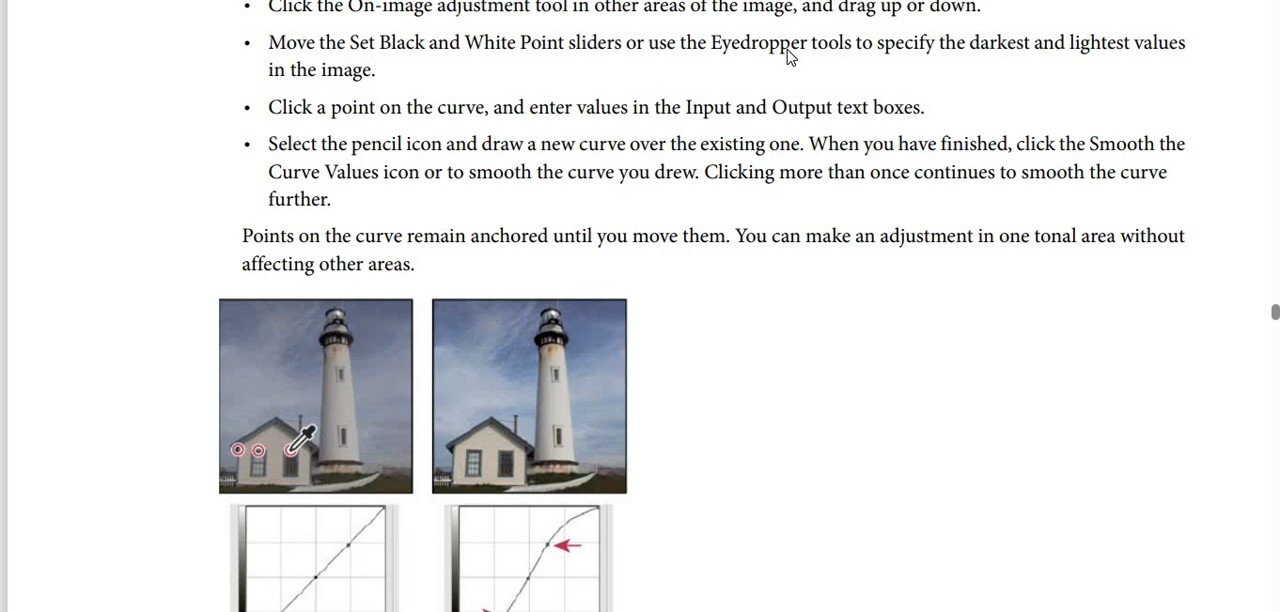 • Click the On-image adjustment tool in other areas of the image, and drag up or down.
• Move the Set Black and White Point sliders or use the Eyedropper tools to specify the darkest and lightest values
in the image.
• Click a point on the curve, and enter values in the Input and Output text boxes.
• Select the pencil icon and draw a new curve over the existing one. When you have finished, click the Smooth the
Curve Values icon or to smooth the curve you drew. Clicking more than once continues to smooth the curve
further.
Points on the curve remain anchored until you move them. You can make an adjustment in one tonal area without
affecting other areas.